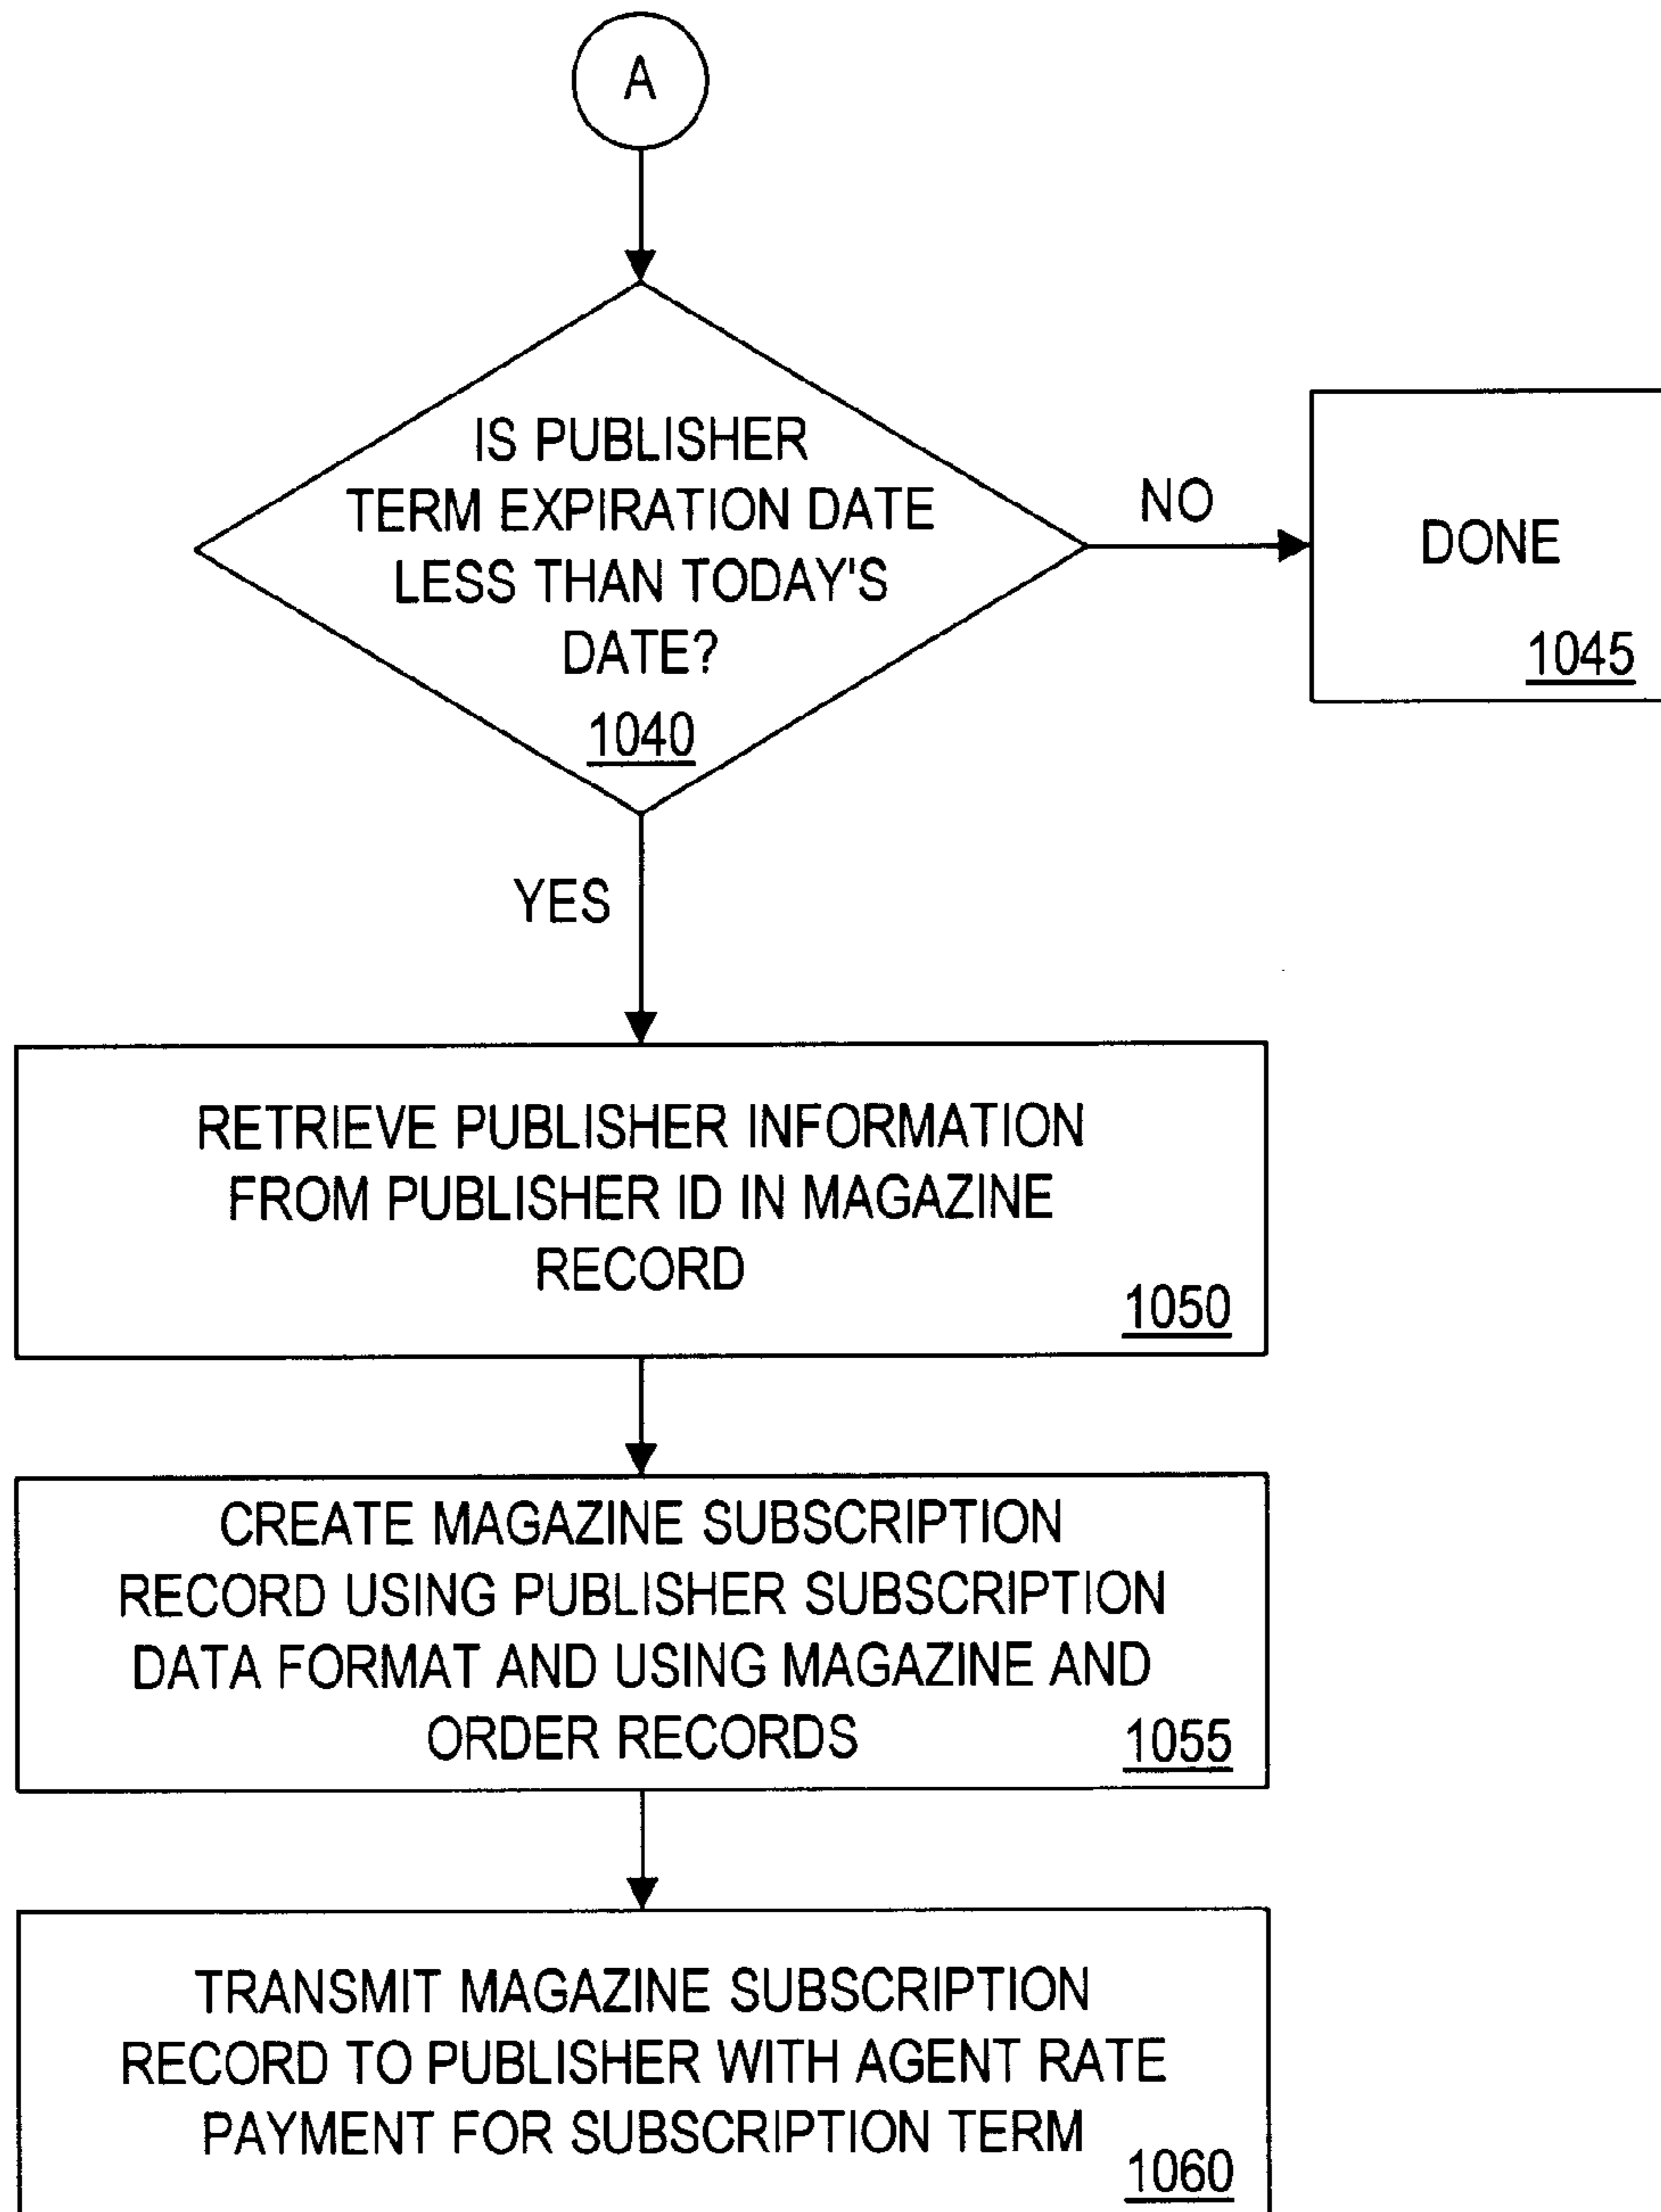 A
IS PUBLISHER
TERM EXPIRATION DATE
LESS THAN TODAY'S
DATE?
1040
NO
DONE
1045
YES
RETRIEVE PUBLISHER INFORMATION
FROM PUBLISHER ID IN MAGAZINE
RECORD
1050
CREATE MAGAZINE SUBSCRIPTION
RECORD USING PUBLISHER SUBSCRIPTION
DATA FORMAT AND USING MAGAZINE AND
ORDER RECORDS
1055
TRANSMIT MAGAZINE SUBSCRIPTION
RECORD TO PUBLISHER WITH AGENT RATE
PAYMENT FOR SUBSCRIPTION TERM
1060